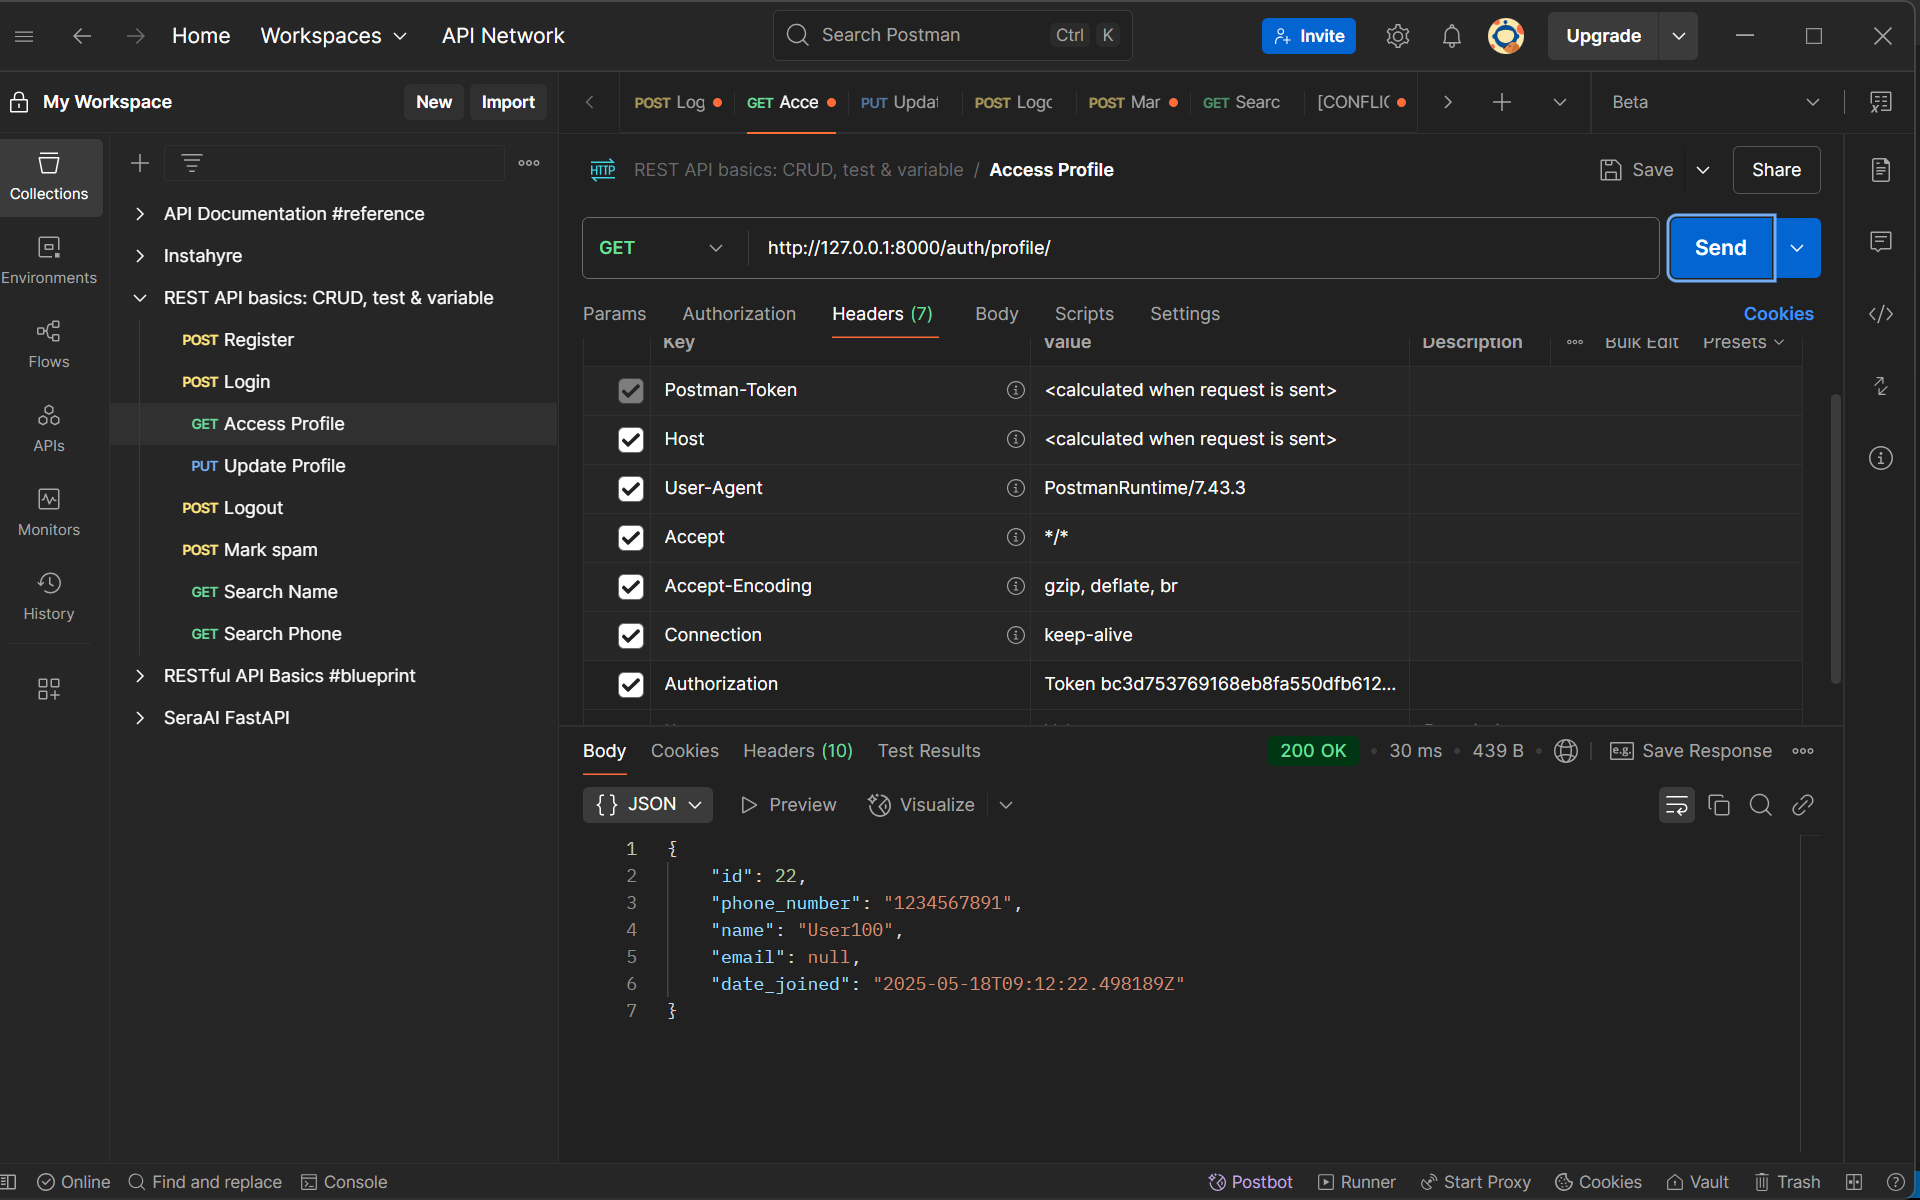 Home Workspaces API Network Search Postman Ctrl K Invite Upgrade
My Workspace New Import
POST Log GET Acce PUT Updat POST Logo POST Mar GET Searc [CONFLIC Beta
Collections
Environments
Flows
APIs
Monitors
History
API Documentation #reference
Instahyre
REST API basics: CRUD, test & variable
POST Register
POST Login
GET Access Profile
PUT Update Profile
POST Logout
POST Mark spam
GET Search Name
GET Search Phone
RESTful API Basics #blueprint
SeraAI FastAPI
HTTP REST API basics: CRUD, test & variable / Access Profile Save Share
GET http://127.0.0.1:8000/auth/profile/ Send
Params Authorization Headers (7) Body Scripts Settings Cookies
Key Value Description Bulk Edit Presets
Postman-Token <calculated when request is sent>
Host <calculated when request is sent>
User-Agent PostmanRuntime/7.43.3
Accept */*
Accept-Encoding gzip, deflate, br
Connection keep-alive
Authorization Token bc3d753769168eb8fa550dfb612...
Body Cookies Headers (10) Test Results 200 OK • 30 ms • 439 B • e.g. Save Response
{} JSON Preview Visualize
1 {
2 "id": 22,
3 "phone_number": "1234567891",
4 "name": "User100",
5 "email": null,
6 "date_joined": "2025-05-18T09:12:22.498189Z"
7 }
Online Find and replace Console Postbot Runner Start Proxy Cookies Vault Trash